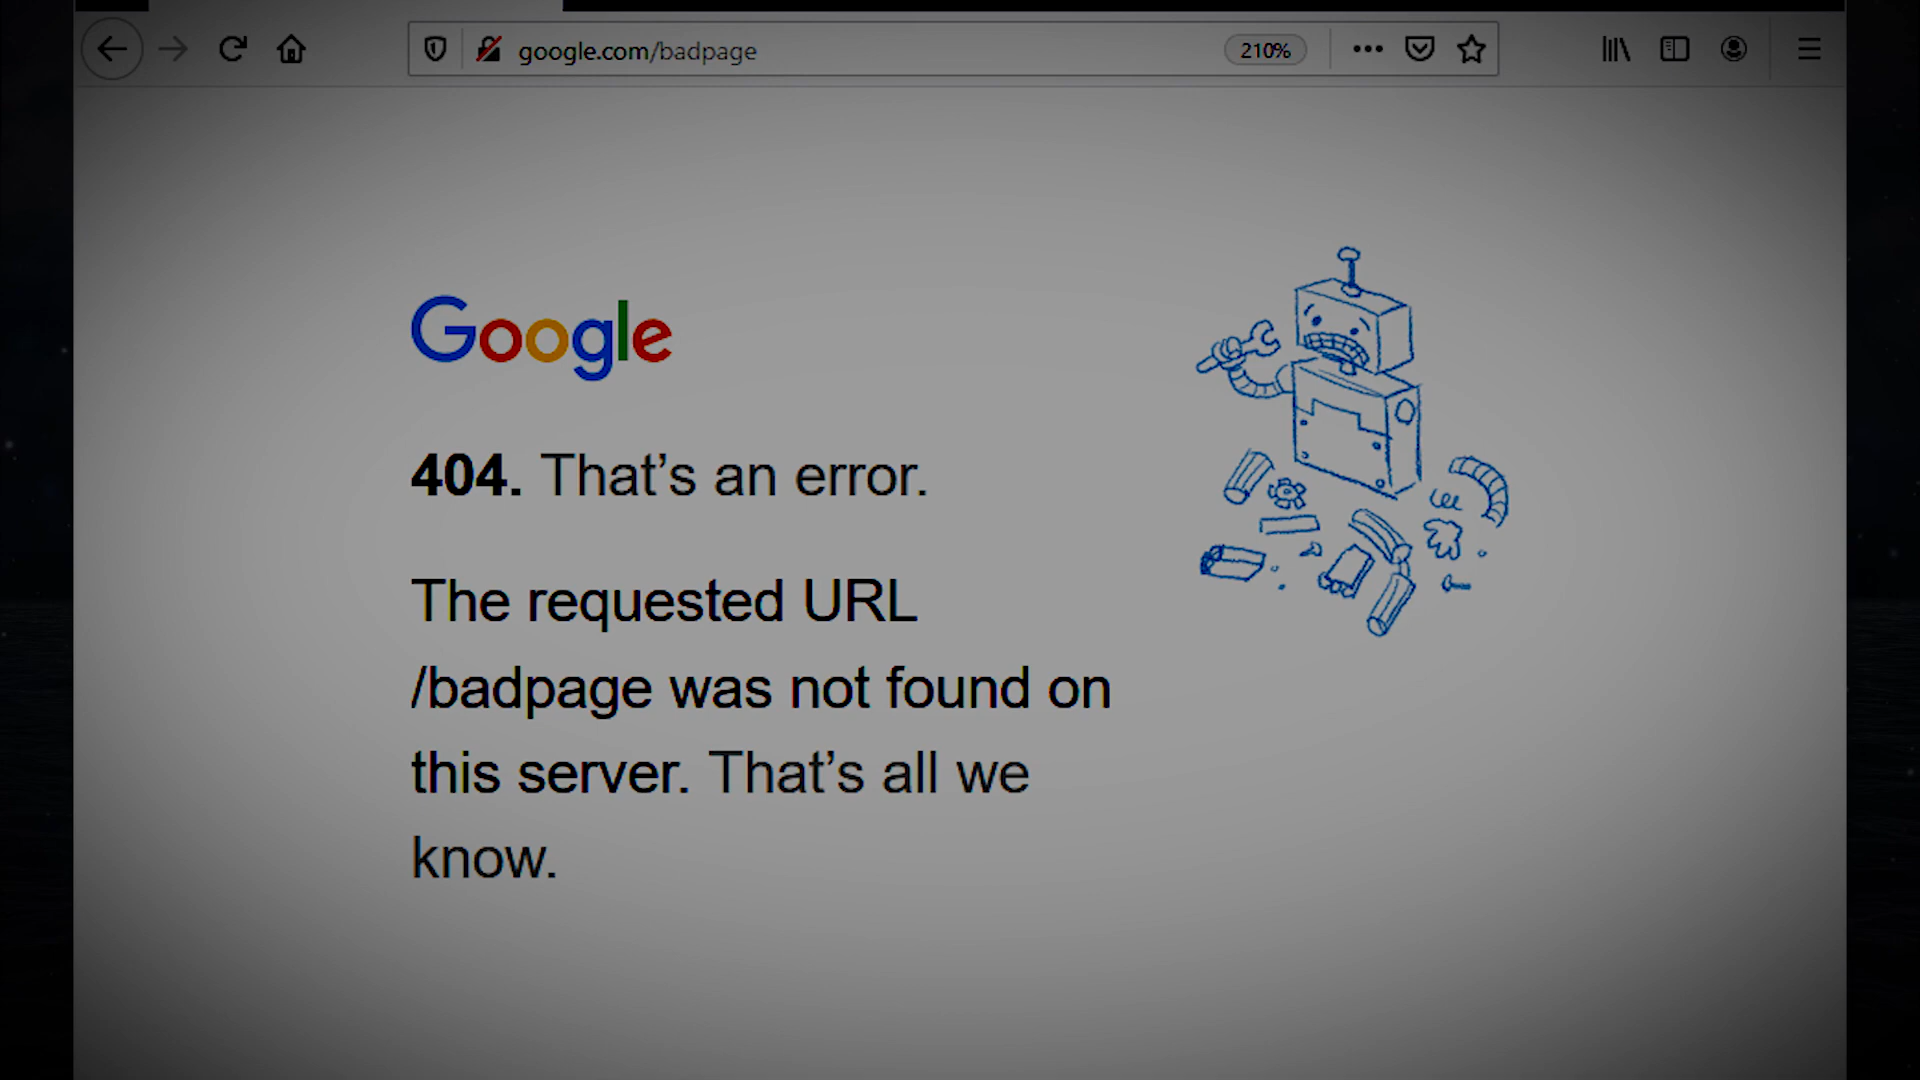 google.com/badpage
210%
Google
404. That’s an error.
The requested URL
/badpage was not found on
this server. That’s all we
know.